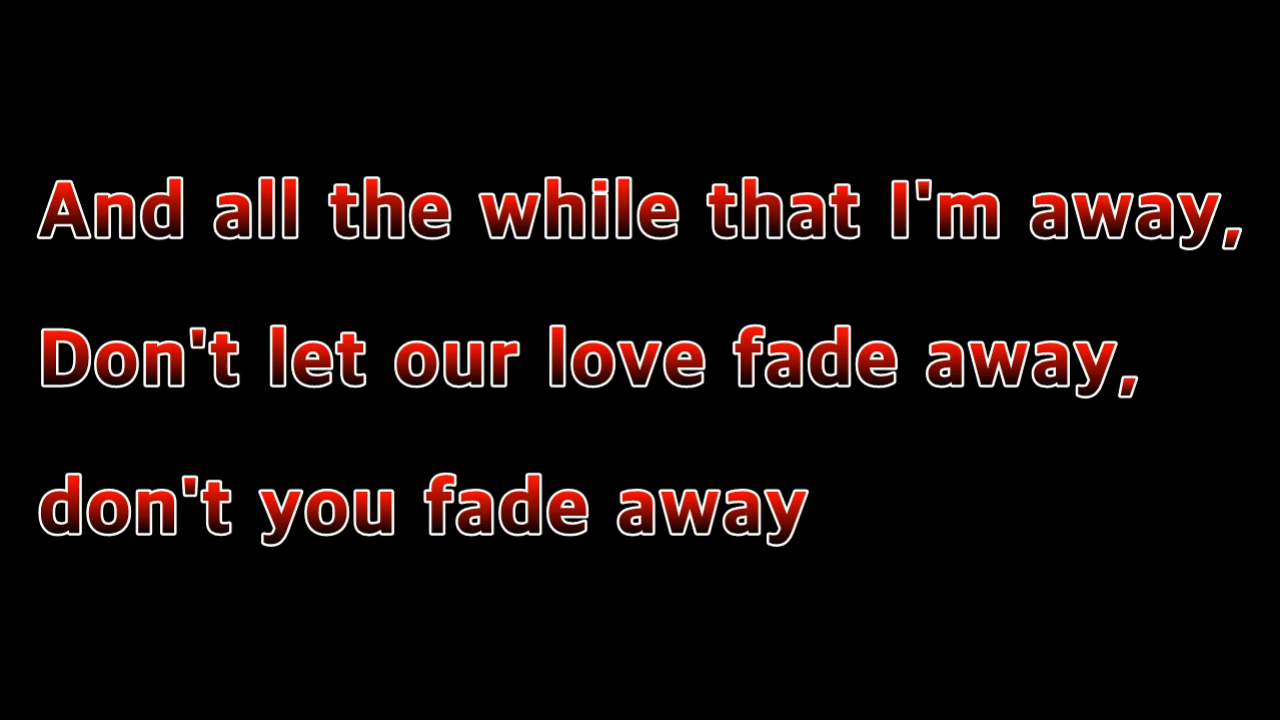 And all the while that I'm away,
Don't let our love fade away,
don't you fade away